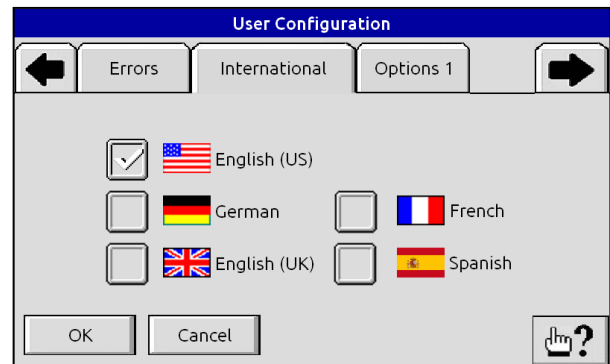 User Configuration
Errors International Options 1
English (US)
German French
English (UK) Spanish
OK Cancel ?